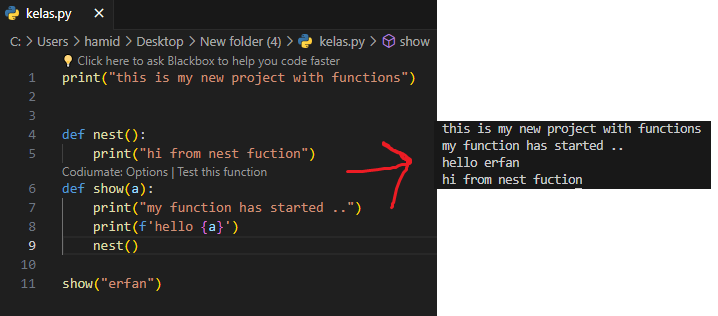 kelas.py
C: > Users > hamid > Desktop > New folder (4) > kelas.py > show
Click here to ask Blackbox to help you code faster
1 print("this is my new project with functions")
2
3
4 def nest():
5     print("hi from nest fuction")
Codiumate: Options | Test this function
6 def show(a):
7     print("my function has started ..")
8     print(f'hello {a}')
9     nest()
10
11 show("erfan")
this is my new project with functions
my function has started ..
hello erfan
hi from nest fuction